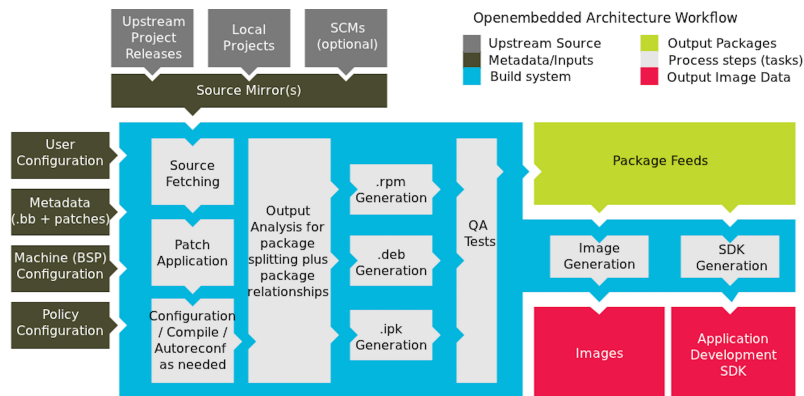 Openembedded Architecture Workflow
Upstream Source
Metadata/Inputs
Build system
Output Packages
Process steps (tasks)
Output Image Data
Upstream
Project
Releases
Local
Projects
SCMs
(optional)
Source Mirror(s)
User
Configuration
Metadata
(.bb + patches)
Machine (BSP)
Configuration
Policy
Configuration
Source
Fetching
Patch
Application
Configuration
/ Compile /
Autoreconf
as needed
Output
Analysis for
package
splitting plus
package
relationships
.rpm
Generation
.deb
Generation
.ipk
Generation
QA
Tests
Package Feeds
Image
Generation
SDK
Generation
Images
Application
Development
SDK